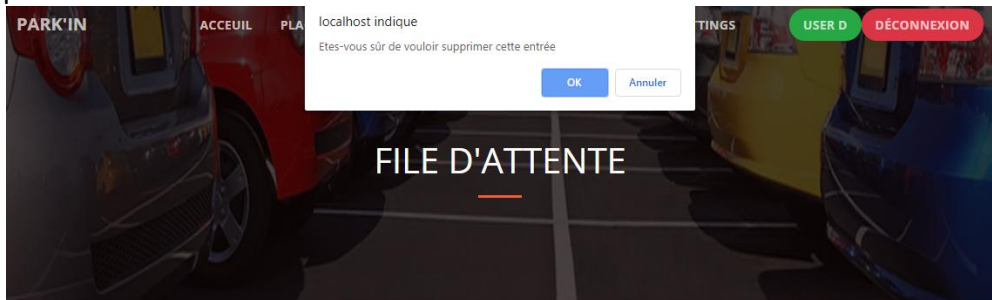 PARK'IN ACCEUIL PLA localhost indique TTINGS USER D DÉCONNEXION
Etes-vous sûr de vouloir supprimer cette entrée
OK Annuler
FILE D'ATTENTE